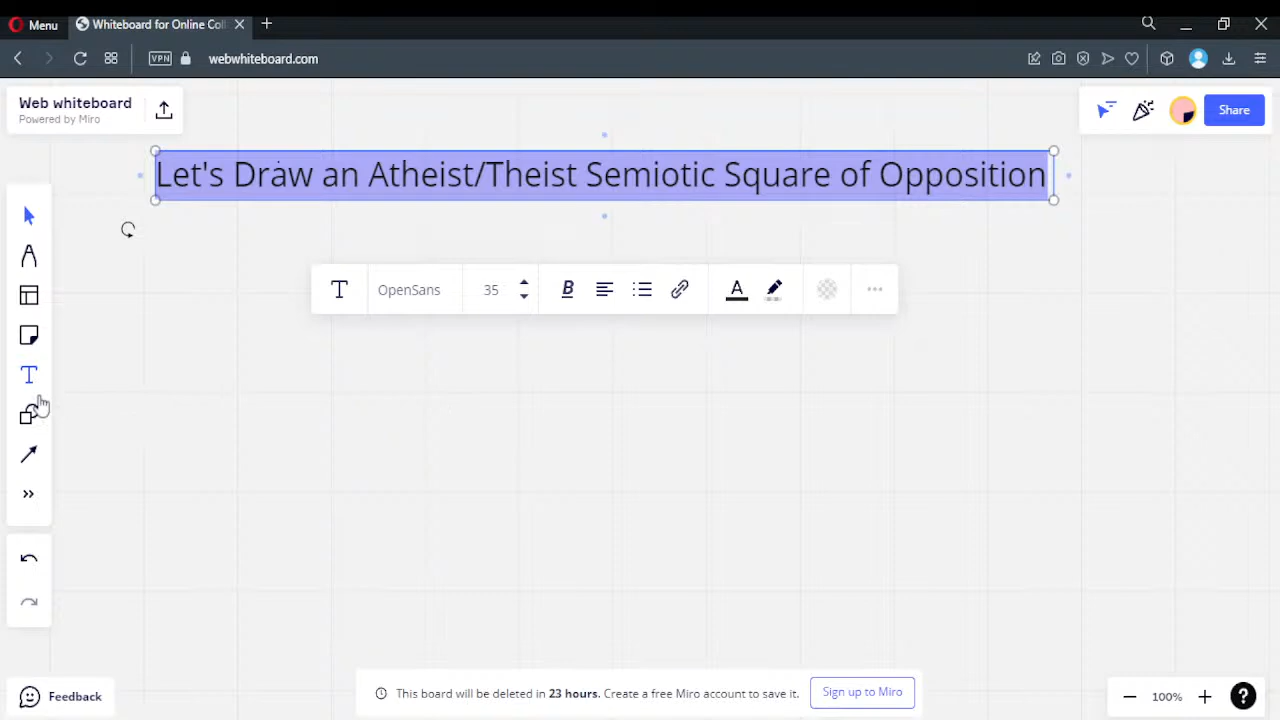 Menu
Whiteboard for Online Col
VPN
webwhiteboard.com
Web whiteboard
Powered by Miro
Share
Let's Draw an Atheist/Theist Semiotic Square of Opposition
T OpenSans 35 B A
T
Feedback
This board will be deleted in 23 hours. Create a free Miro account to save it.
Sign up to Miro
100%